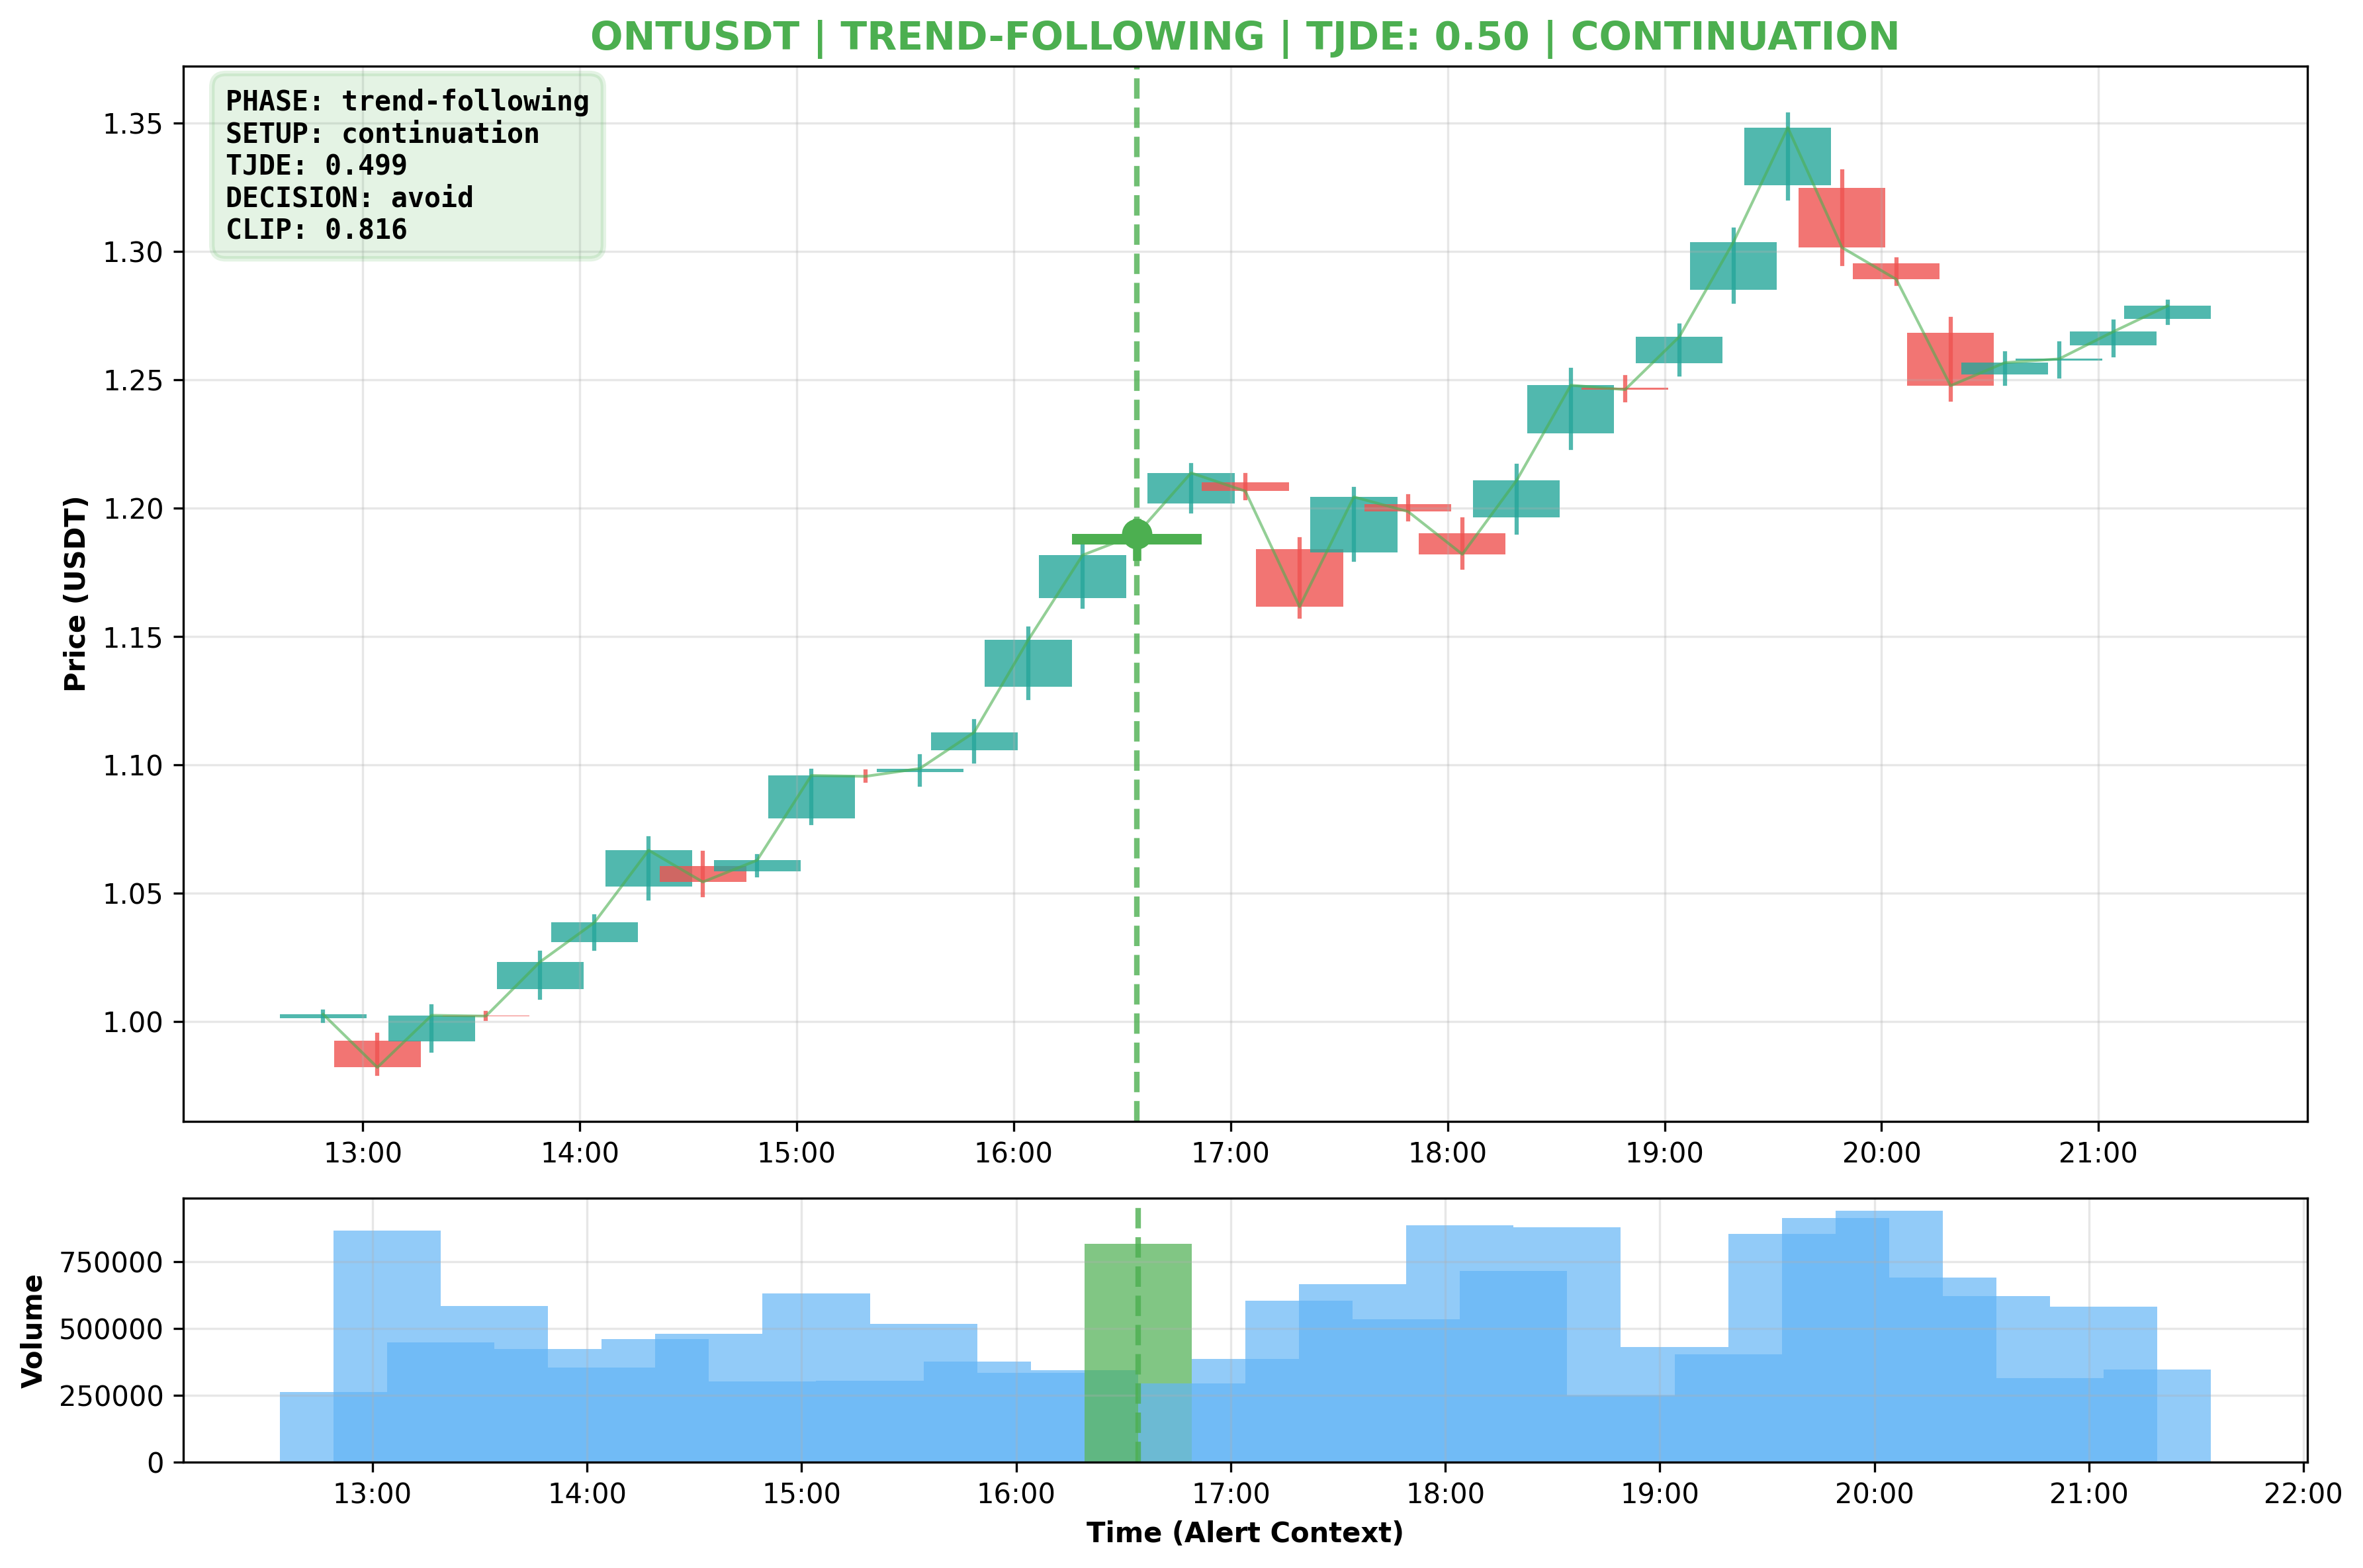 ONTUSDT | TREND-FOLLOWING | TJDE: 0.50 | CONTINUATION
PHASE: trend-following
SETUP: continuation
TJDE: 0.499
DECISION: avoid
CLIP: 0.816
Price (USDT)
1.35
1.30
1.25
1.20
1.15
1.10
1.05
1.00
13:00 14:00 15:00 16:00 17:00 18:00 19:00 20:00 21:00
Volume
750000
500000
250000
0
13:00 14:00 15:00 16:00 17:00 18:00 19:00 20:00 21:00 22:00
Time (Alert Context)